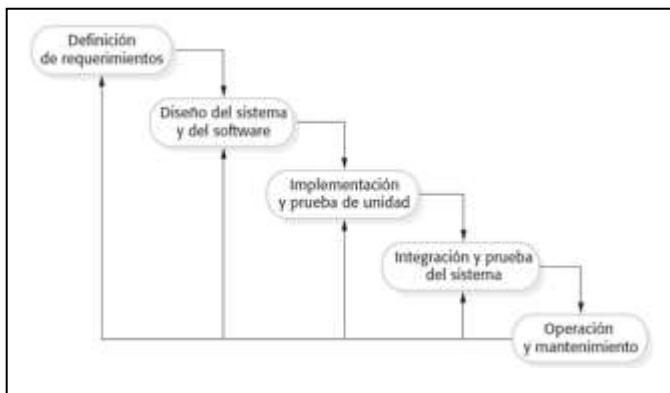 Definición
de requerimientos
Diseño del sistema
y del software
Implementación
y prueba de unidad
Integración y prueba
del sistema
Operación
y mantenimiento